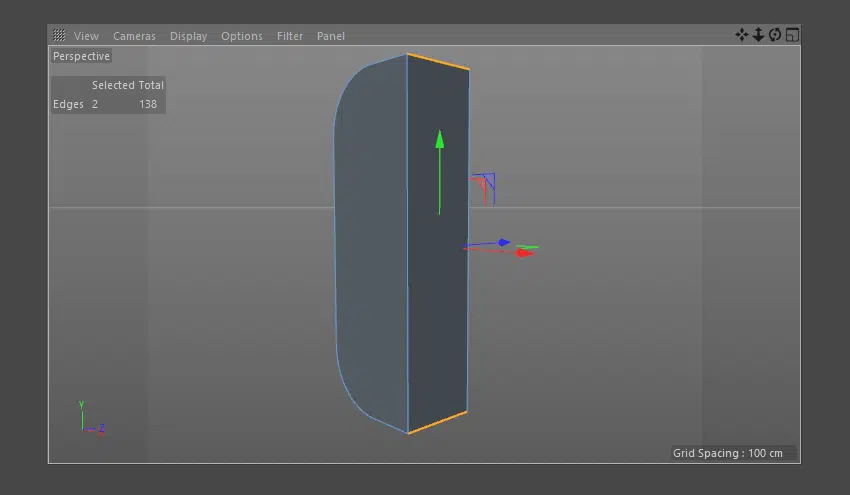 View Cameras Display Options Filter Panel
Perspective
Selected Total
Edges 2 138
Y
Z
Grid Spacing : 100 cm